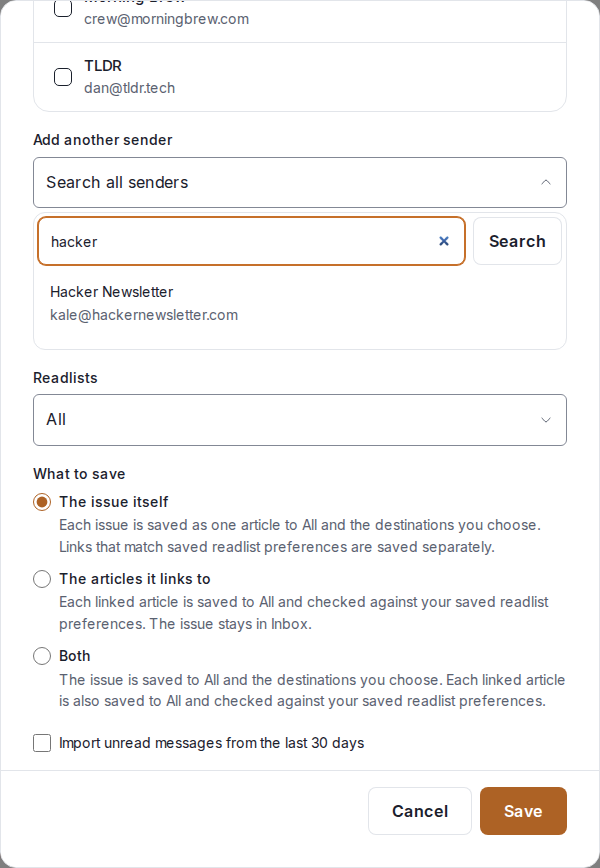 crew@morningbrew.com
TLDR
dan@tldr.tech
Add another sender
Search all senders
hacker
Search
Hacker Newsletter
kale@hackernewsletter.com
Readlists
All
What to save
The issue itself
Each issue is saved as one article to All and the destinations you choose.
Links that match saved readlist preferences are saved separately.
The articles it links to
Each linked article is saved to All and checked against your saved readlist
preferences. The issue stays in Inbox.
Both
The issue is saved to All and the destinations you choose. Each linked article
is also saved to All and checked against your saved readlist preferences.
Import unread messages from the last 30 days
Cancel
Save